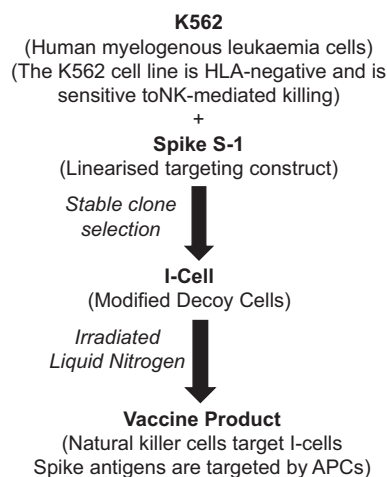 K562
(Human myelogenous leukaemia cells)
(The K562 cell line is HLA-negative and is
sensitive toNK-mediated killing)
+
Spike S-1
(Linearised targeting construct)
Stable clone
selection
I-Cell
(Modified Decoy Cells)
Irradiated
Liquid Nitrogen
Vaccine Product
(Natural killer cells target I-cells
Spike antigens are targeted by APCs)